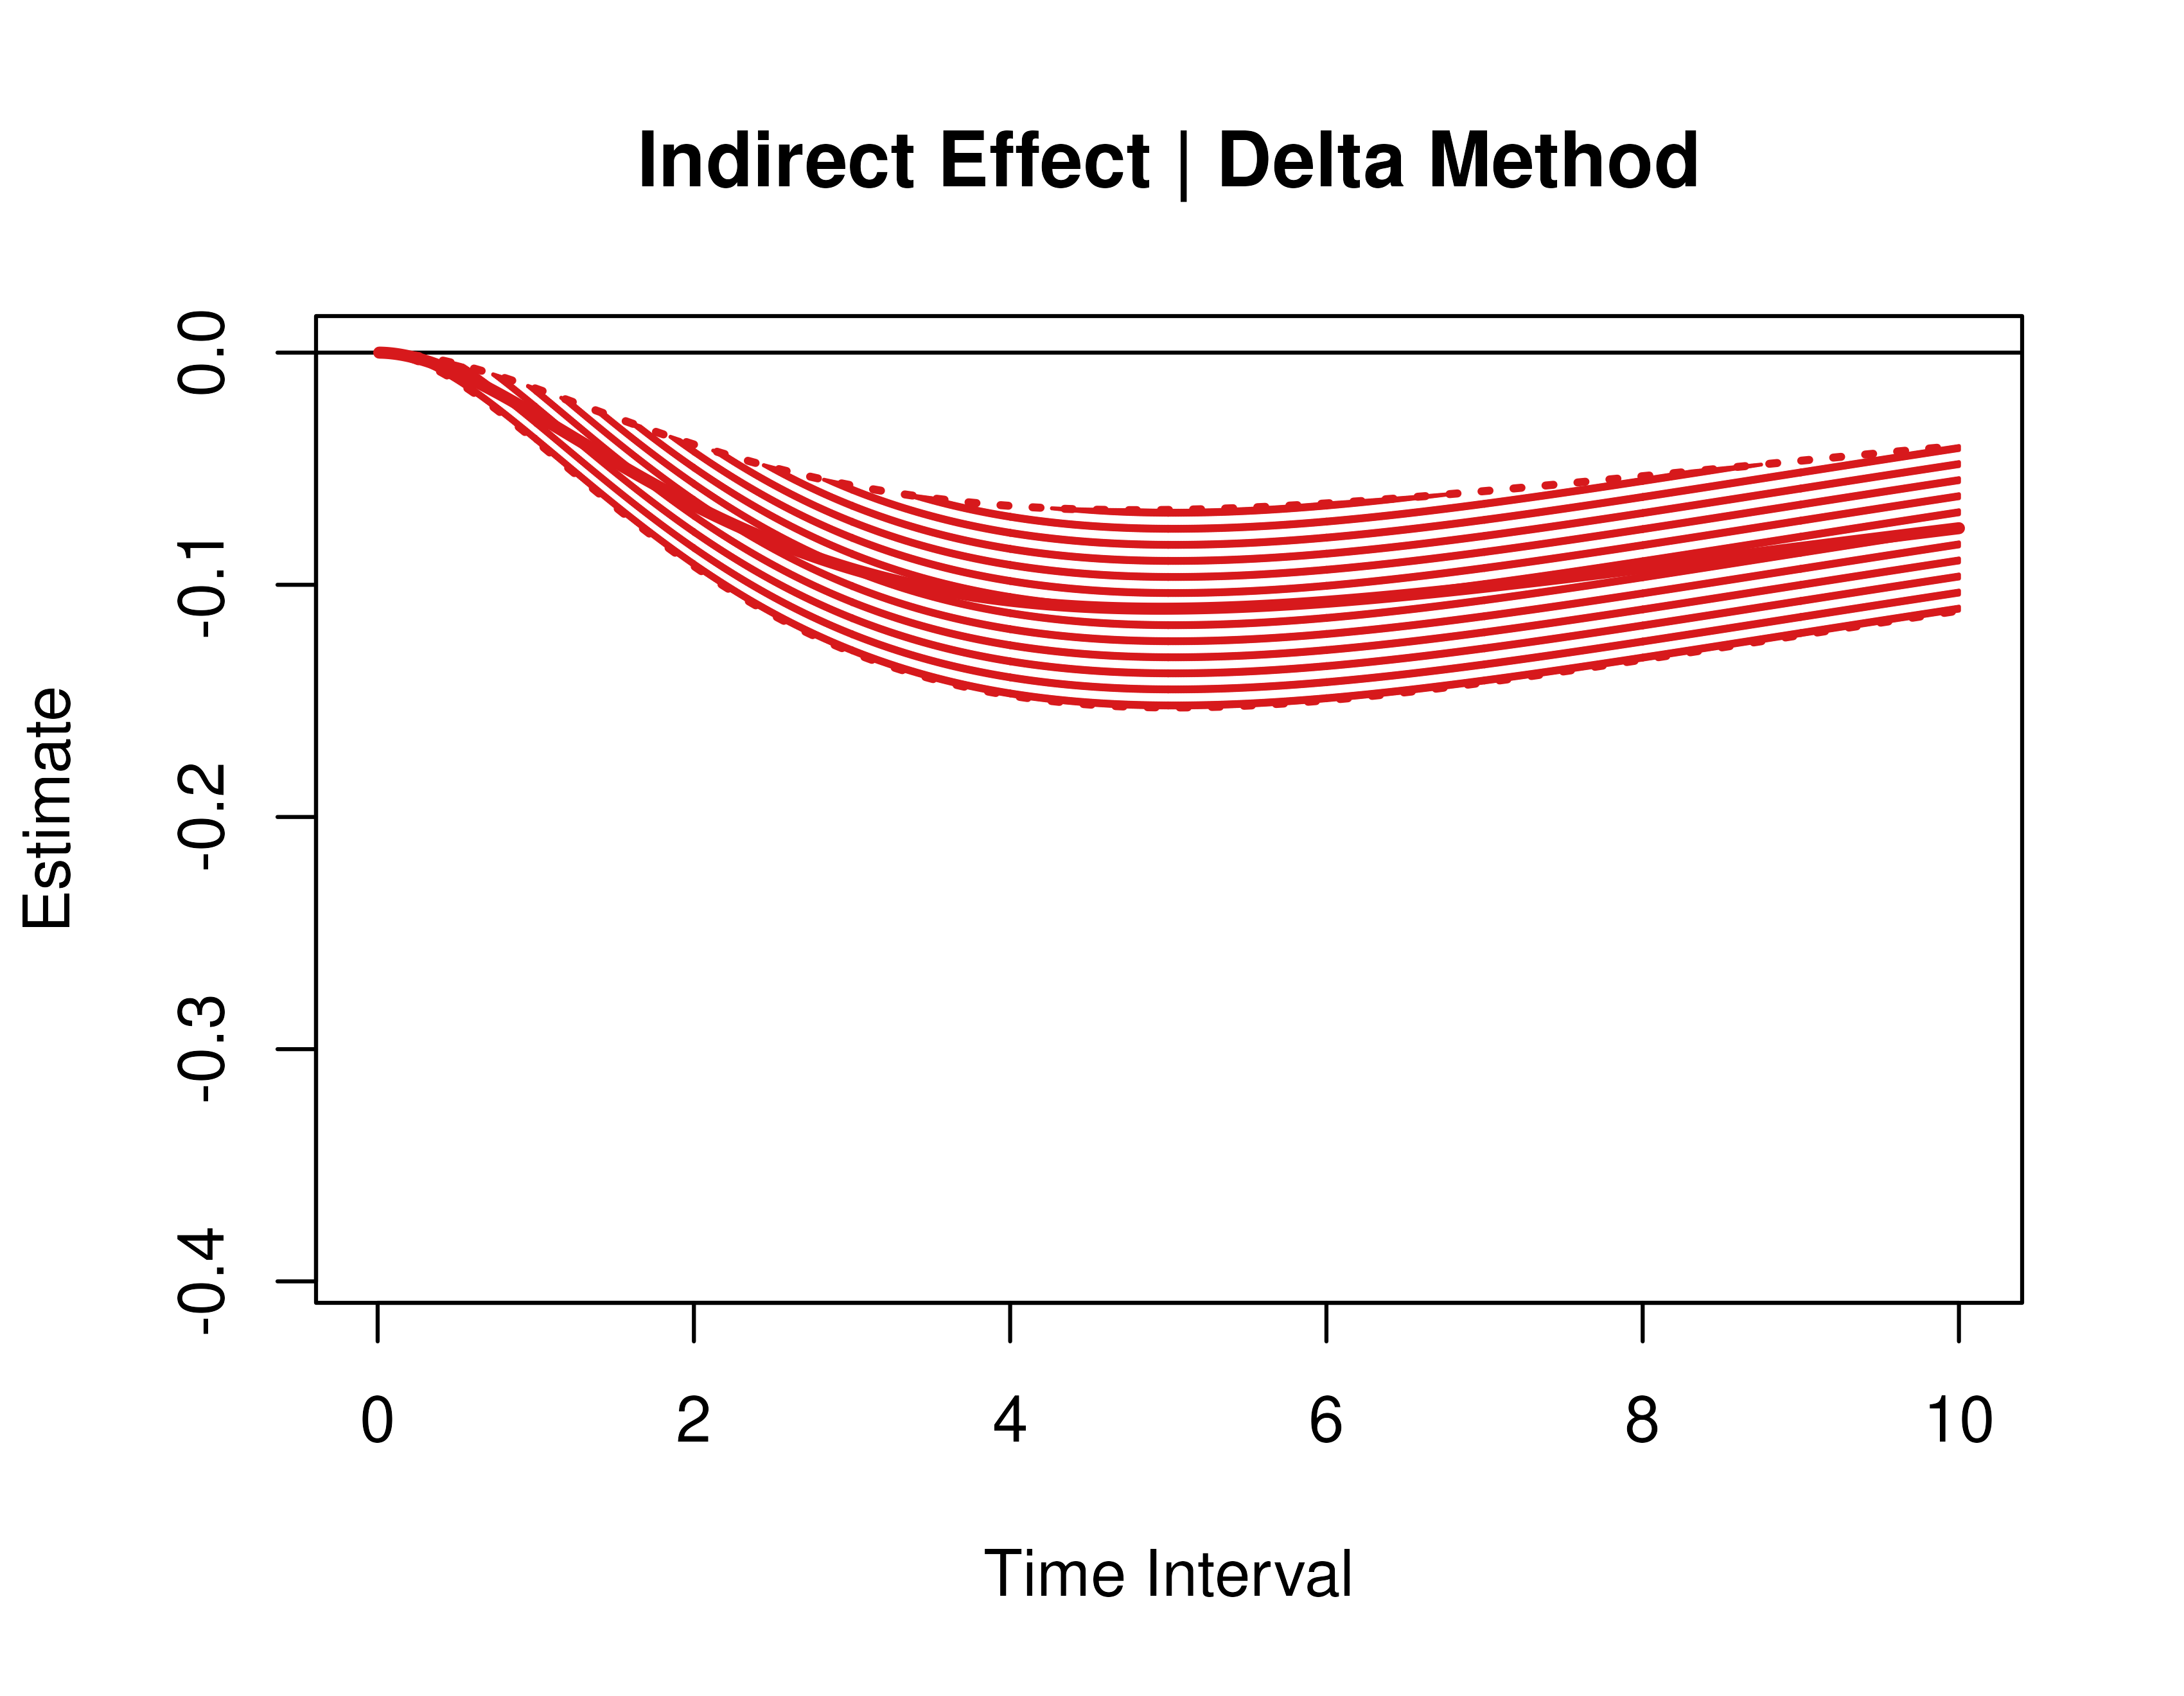 Indirect Effect | Delta Method
Estimate
0.0
-0.1
-0.2
-0.3
-0.4
0 2 4 6 8 10
Time Interval